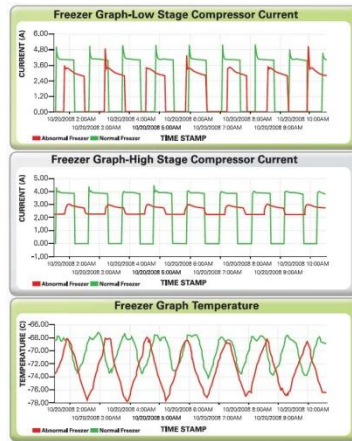 Freezer Graph-Low Stage Compressor Current
CURRENT (A)
6.00
4.80
3.60
2.40
1.20
0.00
10/20/2008 2:00AM 10/20/2008 4:00AM 10/20/2008 6:00AM 10/20/2008 8:00AM 10/20/2008 10:00AM
10/20/2008 3:00AM 10/20/2008 5:00AM 10/20/2008 7:00AM 10/20/2008 9:00AM
Abnormal Freezer Normal Freezer TIME STAMP
Freezer Graph-High Stage Compressor Current
CURRENT (A)
5.00
4.00
3.00
2.00
1.00
0.00
-1.00
10/20/2008 2:00AM 10/20/2008 4:00AM 10/20/2008 6:00AM 10/20/2008 8:00AM 10/20/2008 10:00AM
10/20/2008 3:00AM 10/20/2008 5:00AM 10/20/2008 7:00AM 10/20/2008 9:00AM
Abnormal Freezer Normal Freezer TIME STAMP
Freezer Graph Temperature
TEMPERATURE (C)
-66.00
-68.00
-70.00
-72.00
-74.00
-76.00
-78.00
10/20/2008 2:00AM 10/20/2008 4:00AM 10/20/2008 6:00AM 10/20/2008 8:00AM 10/20/2008 10:00AM
10/20/2008 3:00AM 10/20/2008 5:00AM 10/20/2008 7:00AM 10/20/2008 9:00AM
Abnormal Freezer Normal Freezer TIME STAMP